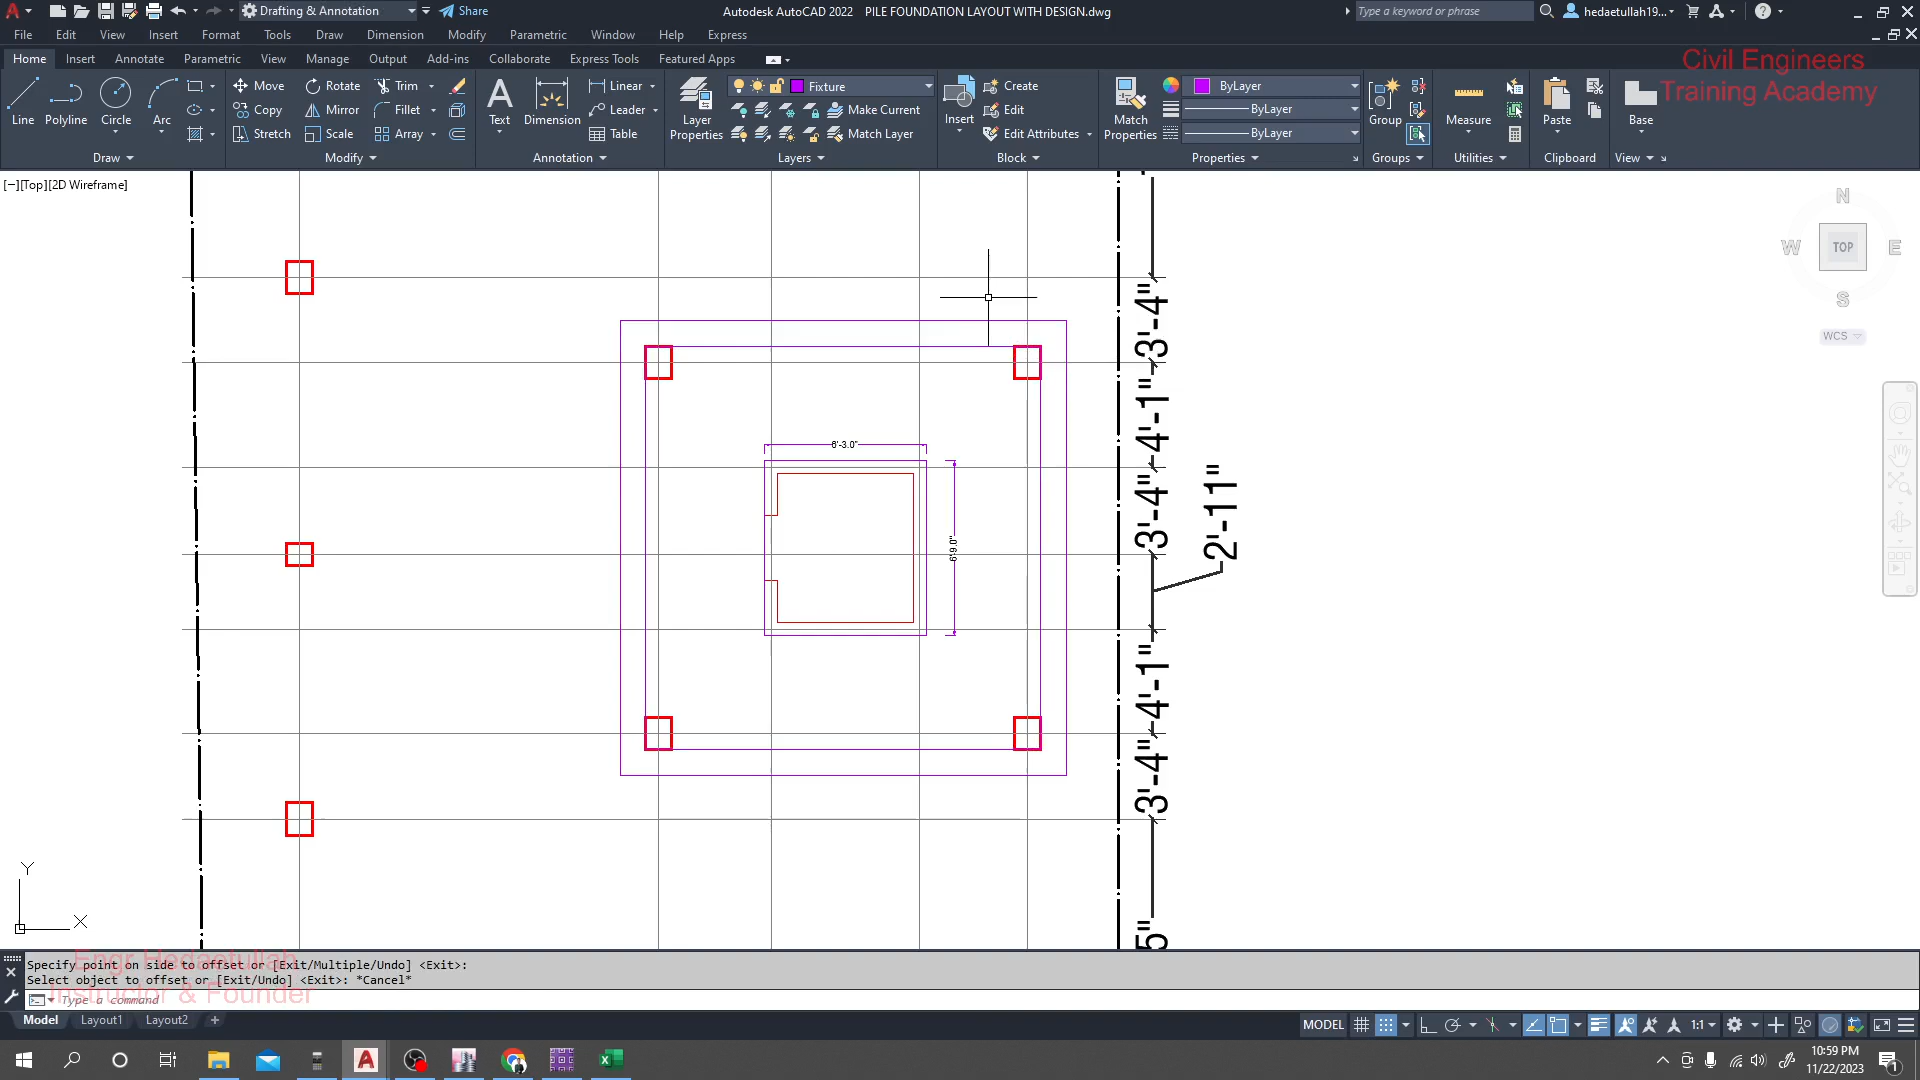 Drafting & Annotation
Share
Autodesk AutoCAD 2022 PILE FOUNDATION LAYOUT WITH DESIGN.dwg
Type a keyword or phrase
hedaetullah19...
File Edit View Insert Format Tools Draw Dimension Modify Parametric Window Help Express
Home Insert Annotate Parametric View Manage Output Add-ins Collaborate Express Tools Featured Apps
Civil Engineers
Training Academy
Line Polyline Circle Arc
Move Rotate Trim
Copy Mirror Fillet
Stretch Scale Array
Text Dimension
Linear
Leader
Table
Layer
Properties
Fixture
Make Current
Match Layer
Insert
Create
Edit
Edit Attributes
Match
Properties
ByLayer
ByLayer
ByLayer
Group
Measure
Paste
Base
Draw Modify Annotation Layers Block Properties Groups Utilities Clipboard View
[−][Top][2D Wireframe]
N
W TOP E
S
WCS
3'-4"
4'-1"
3'-4"
2'-11"
4'-1"
3'-4"
5"
6'-3.0"
6'-9.0"
Y
X
Specify point on side to offset or [Exit/Multiple/Undo] <Exit>:
Select object to offset or [Exit/Undo] <Exit>: *Cancel*
Type a command
Engr Hedaetullah
Instructor & Founder
Model Layout1 Layout2 +
MODEL
1:1
10:59 PM
11/22/2023
1